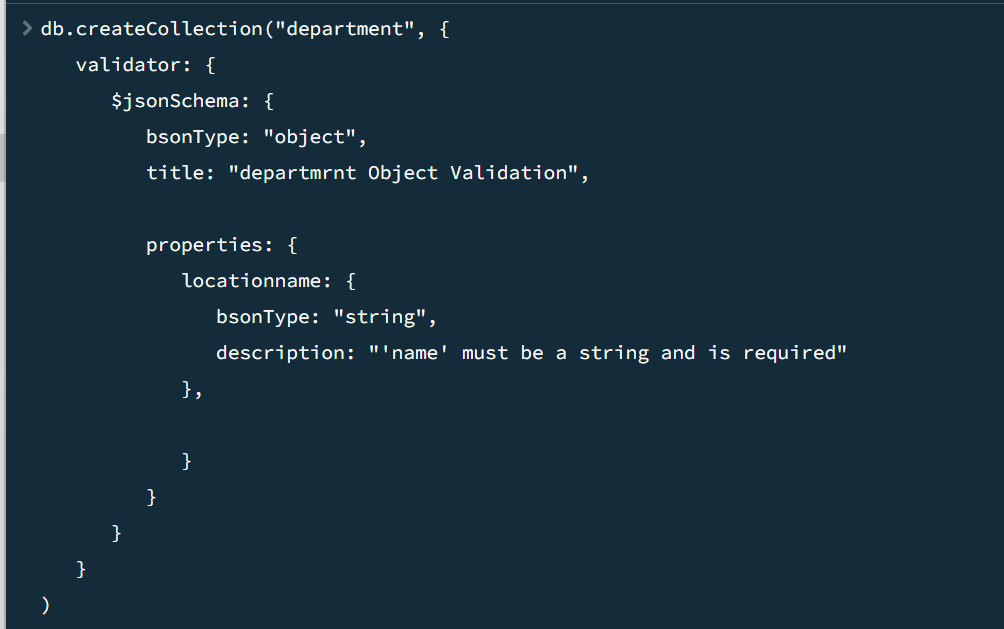 db.createCollection("department", {
validator: {
$jsonSchema: {
bsonType: "object",
title: "departmrnt Object Validation",
properties: {
locationname: {
bsonType: "string",
description: "'name' must be a string and is required"
},
}
}
}
}
)